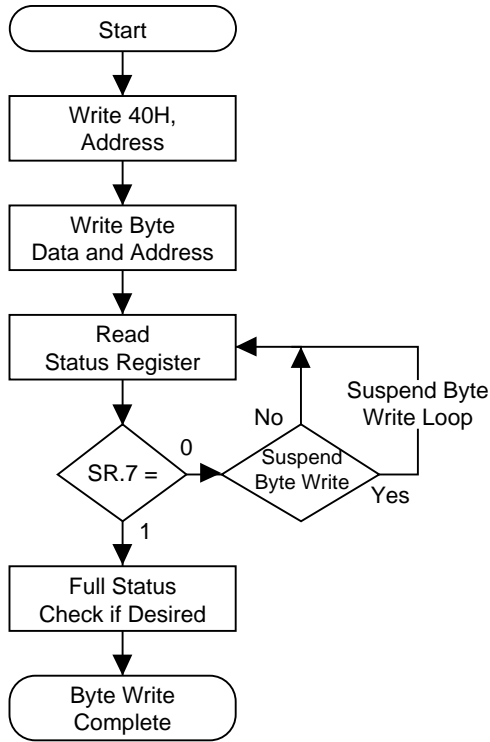 Start
Write 40H,
Address
Write Byte
Data and Address
Read
Status Register
Suspend Byte
Write Loop
No
SR.7 =
0
Suspend
Byte Write
Yes
1
Full Status
Check if Desired
Byte Write
Complete